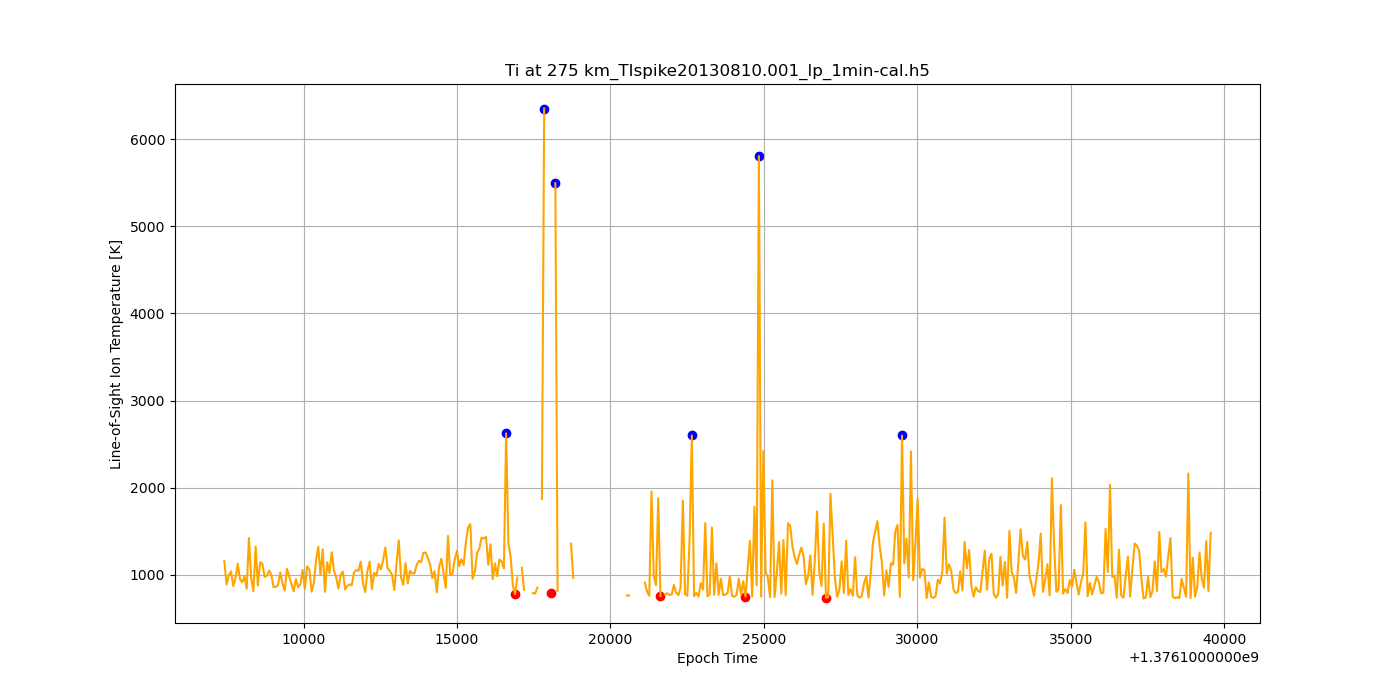 Ti at 275 km_TIspike20130810.001_lp_1min-cal.h5
6000
5000
4000
3000
2000
1000
Line-of-Sight Ion Temperature [K]
10000 15000 20000 25000 30000 35000 40000
Epoch Time
+1.3761000000e9